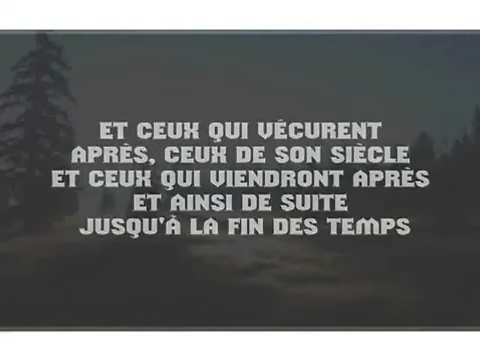 ET CEUX QUI VÉCURENT
APRÈS, CEUX DE SON SIÈCLE
ET CEUX QUI VIENDRONT APRÈS
ET AINSI DE SUITE
JUSQU'À LA FIN DES TEMPS